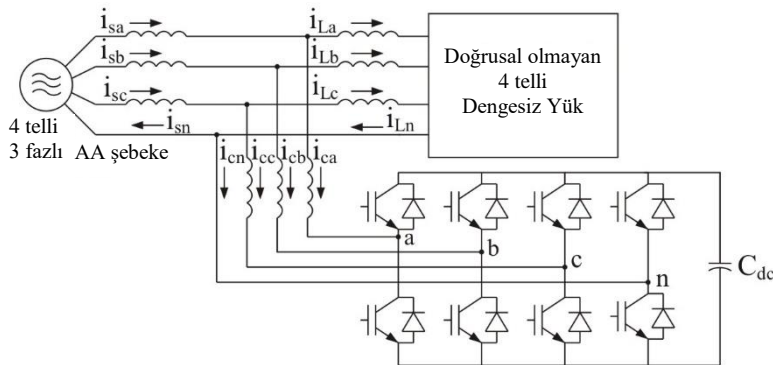 i_sa
i_La
i_sb
i_Lb
i_sc
i_Lc
i_sn
i_Ln
Doğrusal olmayan
4 telli
Dengesiz Yük
4 telli
3 fazlı AA şebeke
i_cn i_cc i_cb i_ca
a
b
c
n
C_dc